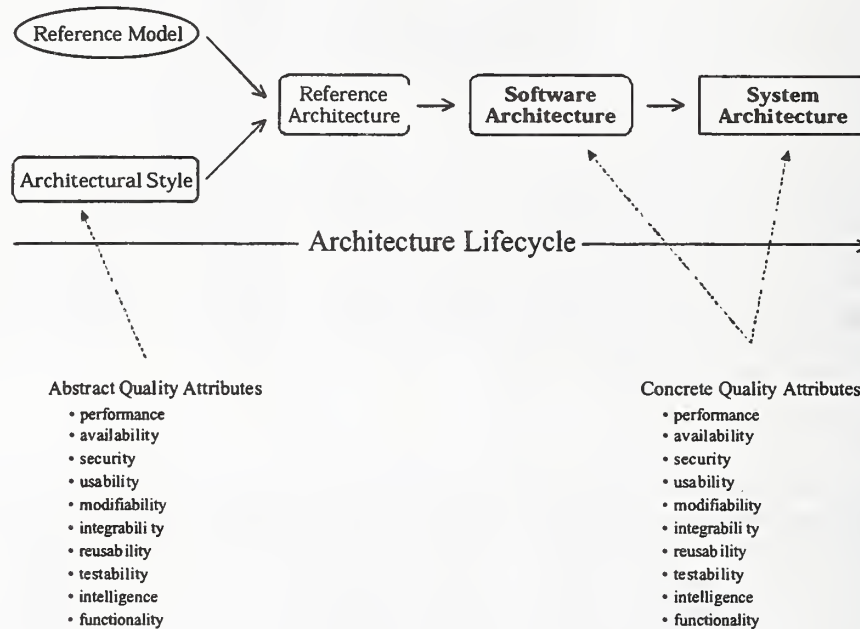 Reference Model
Reference
Architecture
Software
Architecture
System
Architecture
Architectural Style
Architecture Lifecycle
Abstract Quality Attributes
• performance
• availability
• security
• usability
• modifiability
• integrability
• reusability
• testability
• intelligence
• functionality
Concrete Quality Attributes
• performance
• availability
• security
• usability
• modifiability
• integrability
• reusability
• testability
• intelligence
• functionality